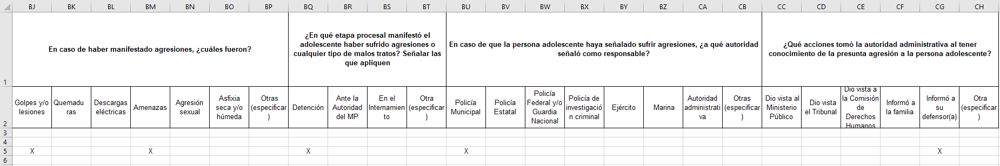 BJ BK BL BM BN BO BP BQ BR BS BT BU BV BW BX BY BZ CA CB CC CD CE CF CG CH
1
En caso de haber manifestado agresiones, ¿cuáles fueron?
¿En qué etapa procesal manifestó el
adolescente haber sufrido agresiones o
cualquier tipo de malos tratos? Señalar las
que apliquen
En caso de que la persona adolescente haya señalado sufrir agresiones, ¿a qué autoridad
señaló como responsable?
¿Qué acciones tomó la autoridad administrativa al tener
conocimiento de la presunta agresión a la persona adolescente?
2
Golpes y/o
lesiones
Quemadu
ras
Descargas
eléctricas
Amenazas
Agresión
sexual
Asfixia
seca y/o
húmeda
Otras
(especificar
)
Detención
Ante la
Autoridad
del MP
En el
Internamien
to
Otra
(especificar
)
Policía
Municipal
Policía
Estatal
Policía
Federal y/o
Guardia
Nacional
Policía de
investigació
n criminal
Ejército
Marina
Autoridad
administrati
va
Otras
(especificar
)
Dio vista al
Ministerio
Público
Dio vista
el Tribunal
Dio vista a
la Comisión
de
Derechos
Humanos
Informó a
la familia
Informó a
su
defensor(a)
Otra
(especificar
)
3
4
5 X X X X X
6